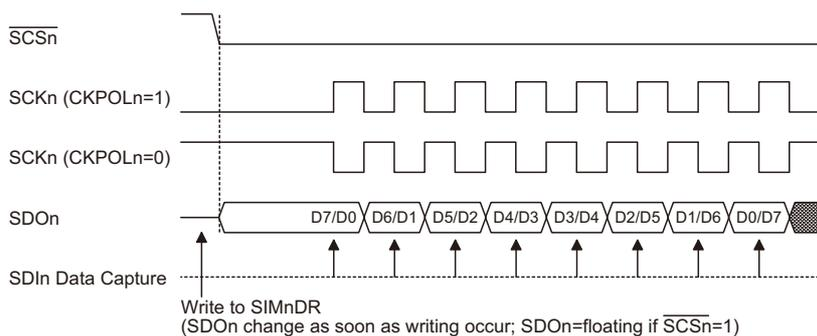 SCSn
SCKn (CKPOLn=1)
SCKn (CKPOLn=0)
SDOn D7/D0 D6/D1 D5/D2 D4/D3 D3/D4 D2/D5 D1/D6 D0/D7
SDIn Data Capture
Write to SIMnDR
(SDOn change as soon as writing occur; SDOn=floating if SCSn=1)